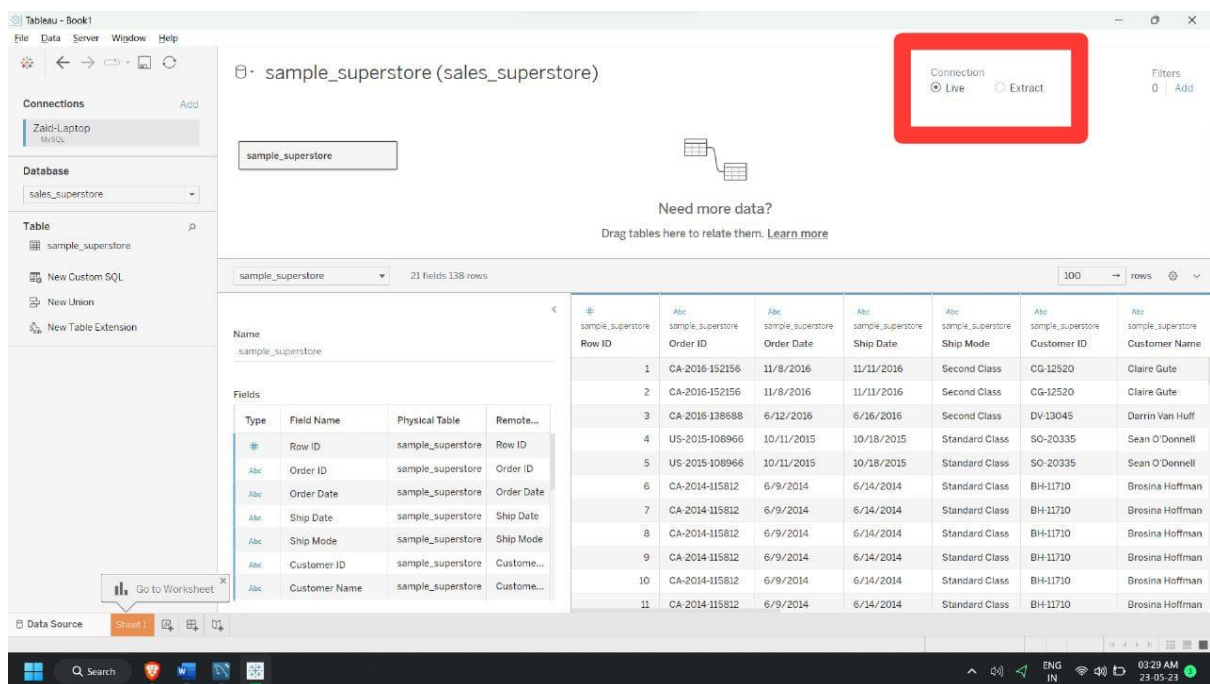 Tableau - Book1
File Data Server Window Help
sample_superstore (sales_superstore)
Connection
Live Extract
Filters
0 Add
Connections Add
Zaid-Laptop
MySQL
Database
sales_superstore
Table
sample_superstore
New Custom SQL
New Union
New Table Extension
sample_superstore
Need more data?
Drag tables here to relate them. Learn more
sample_superstore 21 fields 138 rows 100 → rows
Name
sample_superstore
Fields
Type Field Name Physical Table Remote...
# Row ID sample_superstore Row ID
Abc Order ID sample_superstore Order ID
Abc Order Date sample_superstore Order Date
Abc Ship Date sample_superstore Ship Date
Abc Ship Mode sample_superstore Ship Mode
Abc Customer ID sample_superstore Custome...
Abc Customer Name sample_superstore Custome...
# Abc Abc Abc Abc Abc Abc
sample_superstore sample_superstore sample_superstore sample_superstore sample_superstore sample_superstore sample_superstore
Row ID Order ID Order Date Ship Date Ship Mode Customer ID Customer Name
1 CA-2016-152156 11/8/2016 11/11/2016 Second Class CG-12520 Claire Gute
2 CA-2016-152156 11/8/2016 11/11/2016 Second Class CG-12520 Claire Gute
3 CA-2016-138688 6/12/2016 6/16/2016 Second Class DV-13045 Darrin Van Huff
4 US-2015-108966 10/11/2015 10/18/2015 Standard Class SO-20335 Sean O'Donnell
5 US-2015-108966 10/11/2015 10/18/2015 Standard Class SO-20335 Sean O'Donnell
6 CA-2014-115812 6/9/2014 6/14/2014 Standard Class BH-11710 Brosina Hoffman
7 CA-2014-115812 6/9/2014 6/14/2014 Standard Class BH-11710 Brosina Hoffman
8 CA-2014-115812 6/9/2014 6/14/2014 Standard Class BH-11710 Brosina Hoffman
9 CA-2014-115812 6/9/2014 6/14/2014 Standard Class BH-11710 Brosina Hoffman
10 CA-2014-115812 6/9/2014 6/14/2014 Standard Class BH-11710 Brosina Hoffman
11 CA-2014-115812 6/9/2014 6/14/2014 Standard Class BH-11710 Brosina Hoffman
Go to Worksheet
Data Source Sheet 1
Search
ENG
IN
03:29 AM
23-05-23
3